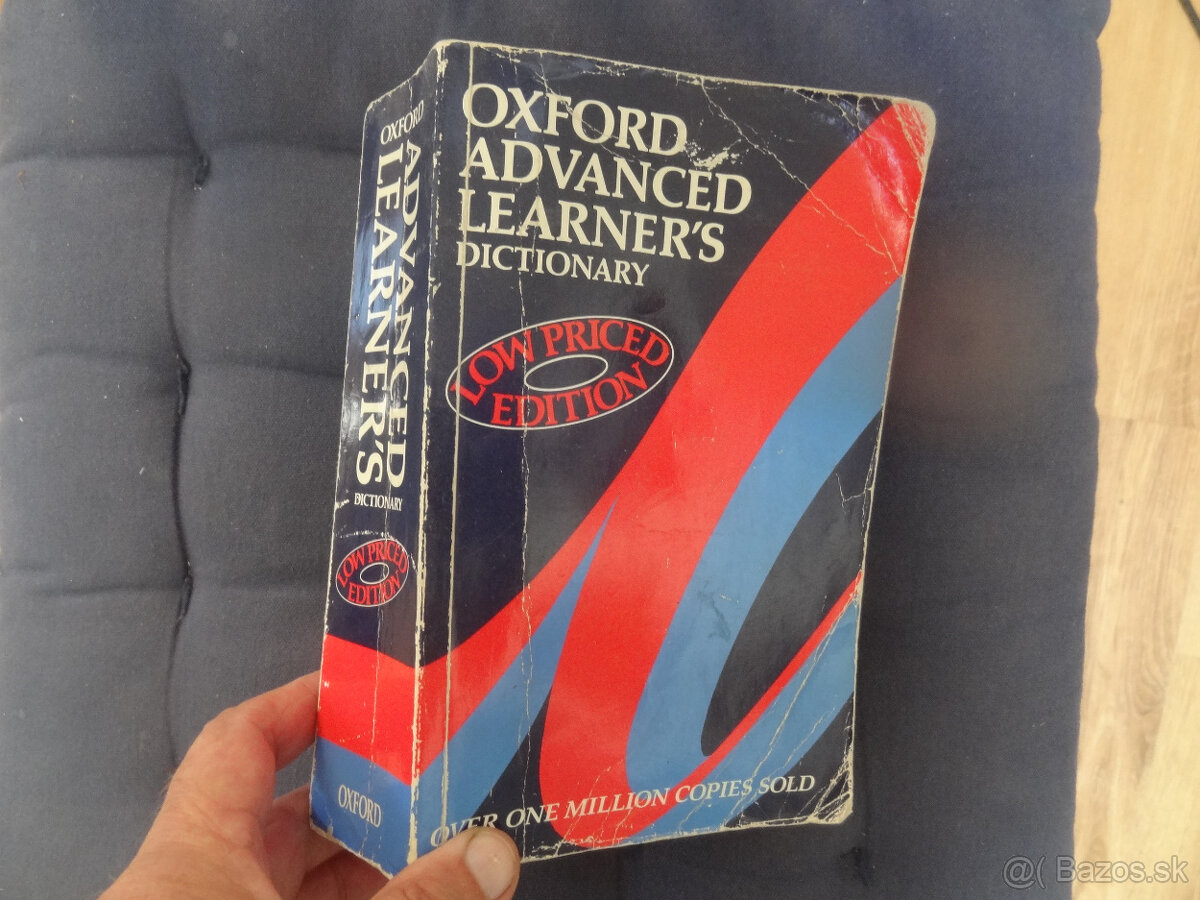 OXFORD
ADVANCED
LEARNER'S
DICTIONARY
LOW PRICED
EDITION
OVER ONE MILLION COPIES SOLD
OXFORD
ADVANCED
LEARNER'S
DICTIONARY
LOW PRICED
EDITION
OXFORD
@( Bazos.sk